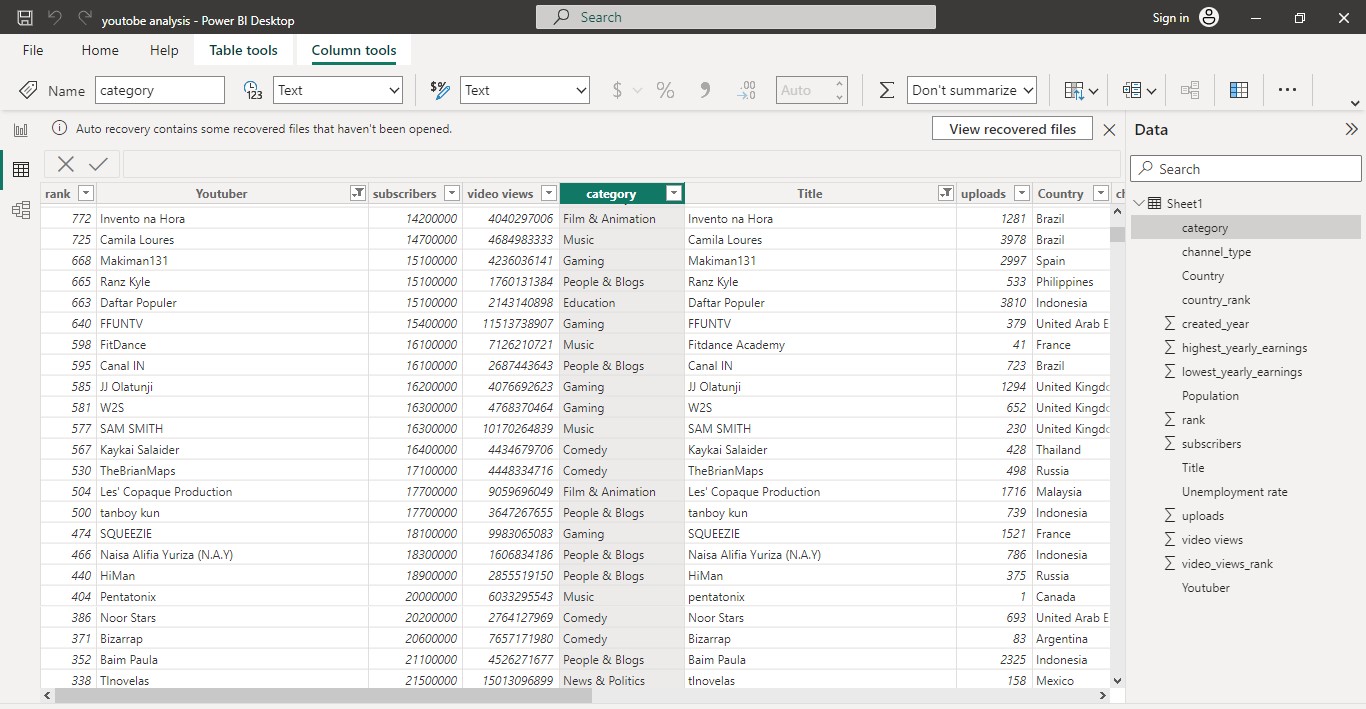 youtobe analysis - Power BI Desktop
Search
Sign in
File Home Help Table tools Column tools
Name category 123 Text $% Text $ % , .00 →.0 Auto Σ Don't summarize ...
Auto recovery contains some recovered files that haven't been opened.
View recovered files
rank Youtuber subscribers video views category Title uploads Country ch
772 Invento na Hora 14200000 4040297006 Film & Animation Invento na Hora 1281 Brazil
725 Camila Loures 14700000 4684983333 Music Camila Loures 3978 Brazil
668 Makiman131 15100000 4236036141 Gaming Makiman131 2997 Spain
665 Ranz Kyle 15100000 1760131384 People & Blogs Ranz Kyle 533 Philippines
663 Daftar Populer 15100000 2143140898 Education Daftar Populer 3810 Indonesia
640 FFUNTV 15400000 11513738907 Gaming FFUNTV 379 United Arab E
598 FitDance 16100000 7126210721 Music Fitdance Academy 41 France
595 Canal IN 16100000 2687443643 People & Blogs Canal IN 723 Brazil
585 JJ Olatunji 16200000 4076692623 Gaming JJ Olatunji 1294 United Kingdo
581 W2S 16300000 4768370464 Gaming W2S 652 United Kingdo
577 SAM SMITH 16300000 10170264839 Music SAM SMITH 230 United Kingdo
567 Kaykai Salaider 16400000 4434679706 Comedy Kaykai Salaider 428 Thailand
530 TheBrianMaps 17100000 4448334716 Comedy TheBrianMaps 498 Russia
504 Les' Copaque Production 17700000 9059696049 Film & Animation Les' Copaque Production 1716 Malaysia
500 tanboy kun 17700000 3647267655 People & Blogs tanboy kun 739 Indonesia
474 SQUEEZIE 18100000 9983065083 Gaming SQUEEZIE 1521 France
466 Naisa Alifia Yuriza (N.A.Y) 18300000 1606834186 People & Blogs Naisa Alifia Yuriza (N.A.Y) 786 Indonesia
440 HiMan 18900000 2855519150 People & Blogs HiMan 375 Russia
404 Pentatonix 20000000 6033295543 Music pentatonix 1 Canada
386 Noor Stars 20200000 2764127969 Comedy Noor Stars 693 United Arab E
371 Bizarrap 20600000 7657171980 Comedy Bizarrap 83 Argentina
352 Baim Paula 21100000 4526271677 People & Blogs Baim Paula 2325 Indonesia
338 Tlnovelas 21500000 15013096899 News & Politics tlnovelas 158 Mexico
Data
Search
Sheet1
category
channel_type
Country
country_rank
Σ created_year
Σ highest_yearly_earnings
Σ lowest_yearly_earnings
Population
Σ rank
Σ subscribers
Title
Unemployment rate
Σ uploads
Σ video views
Σ video_views_rank
Youtuber